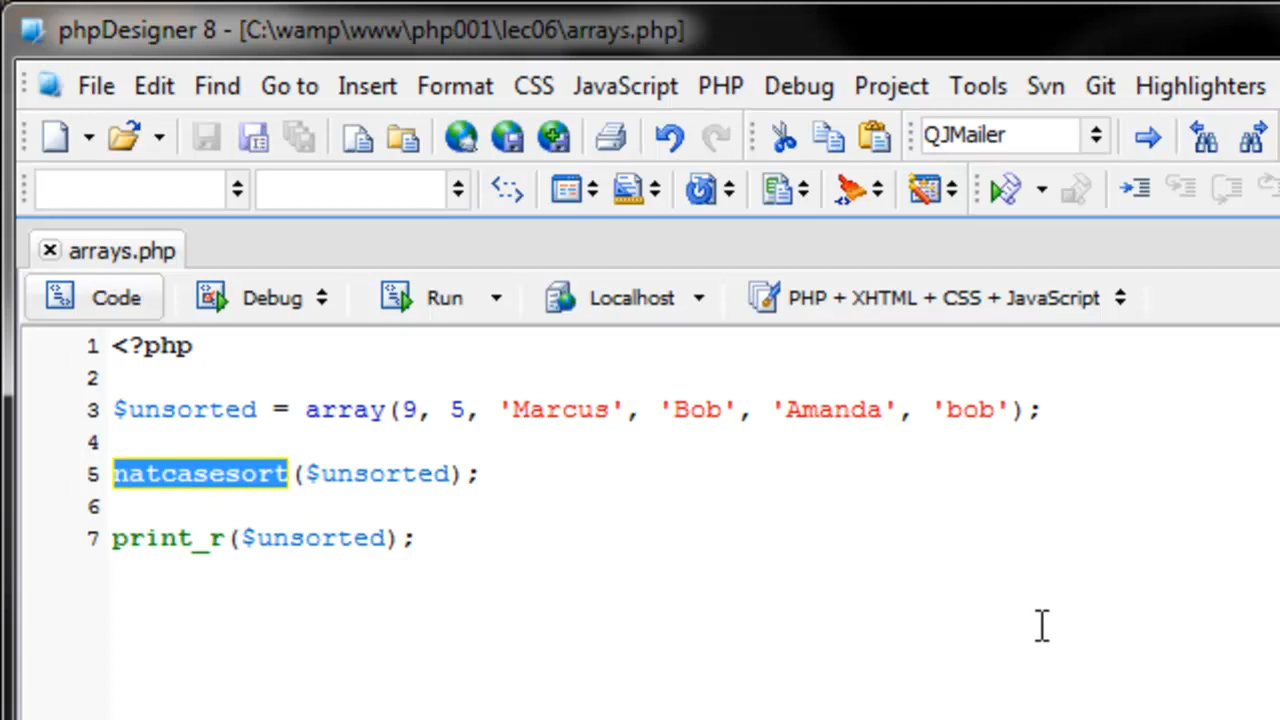 phpDesigner 8 - [C:\wamp\www\php001\lec06\arrays.php]
File Edit Find Go to Insert Format CSS JavaScript PHP Debug Project Tools Svn Git Highlighters
QJMailer
arrays.php
Code Debug Run Localhost PHP + XHTML + CSS + JavaScript
1 <?php
2
3 $unsorted = array(9, 5, 'Marcus', 'Bob', 'Amanda', 'bob');
4
5 natcasesort($unsorted);
6
7 print_r($unsorted);